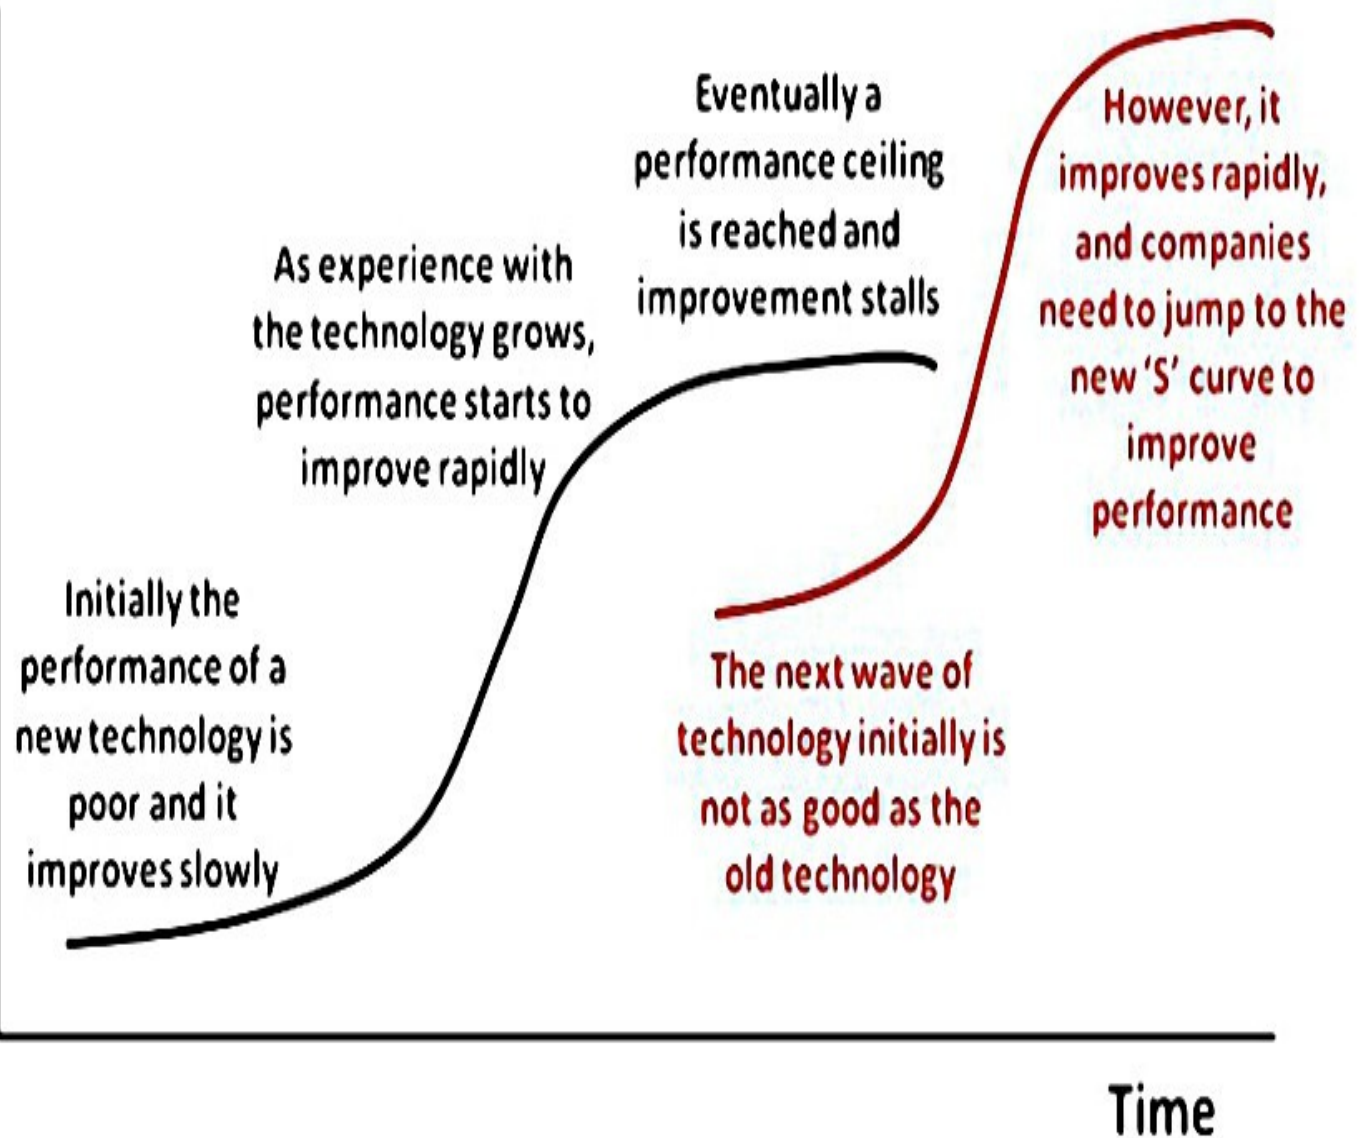 Initially the
performance of a
new technology is
poor and it
improves slowly
As experience with
the technology grows,
performance starts to
improve rapidly
Eventually a
performance ceiling
is reached and
improvement stalls
The next wave of
technology initially is
not as good as the
old technology
However, it
improves rapidly,
and companies
need to jump to the
new ‘S’ curve to
improve
performance
Time